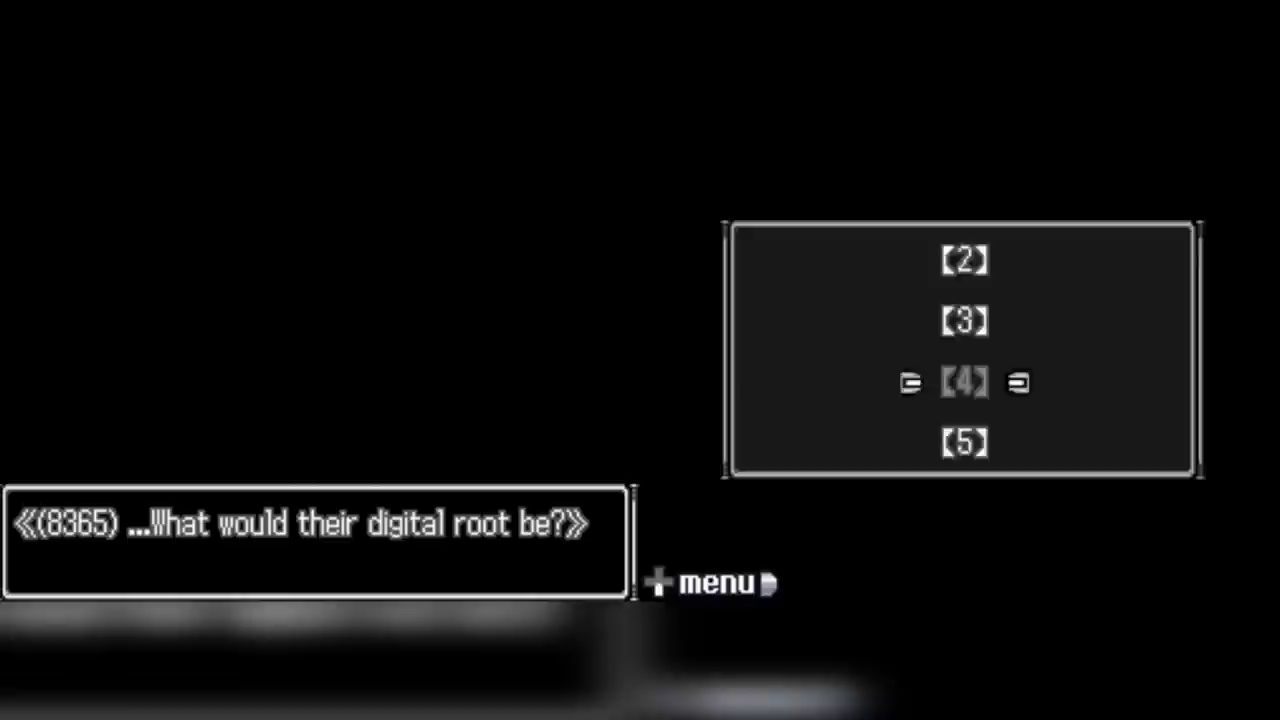 【2】
【3】
【4】
【5】
《(8365) ...What would their digital root be?》
menu